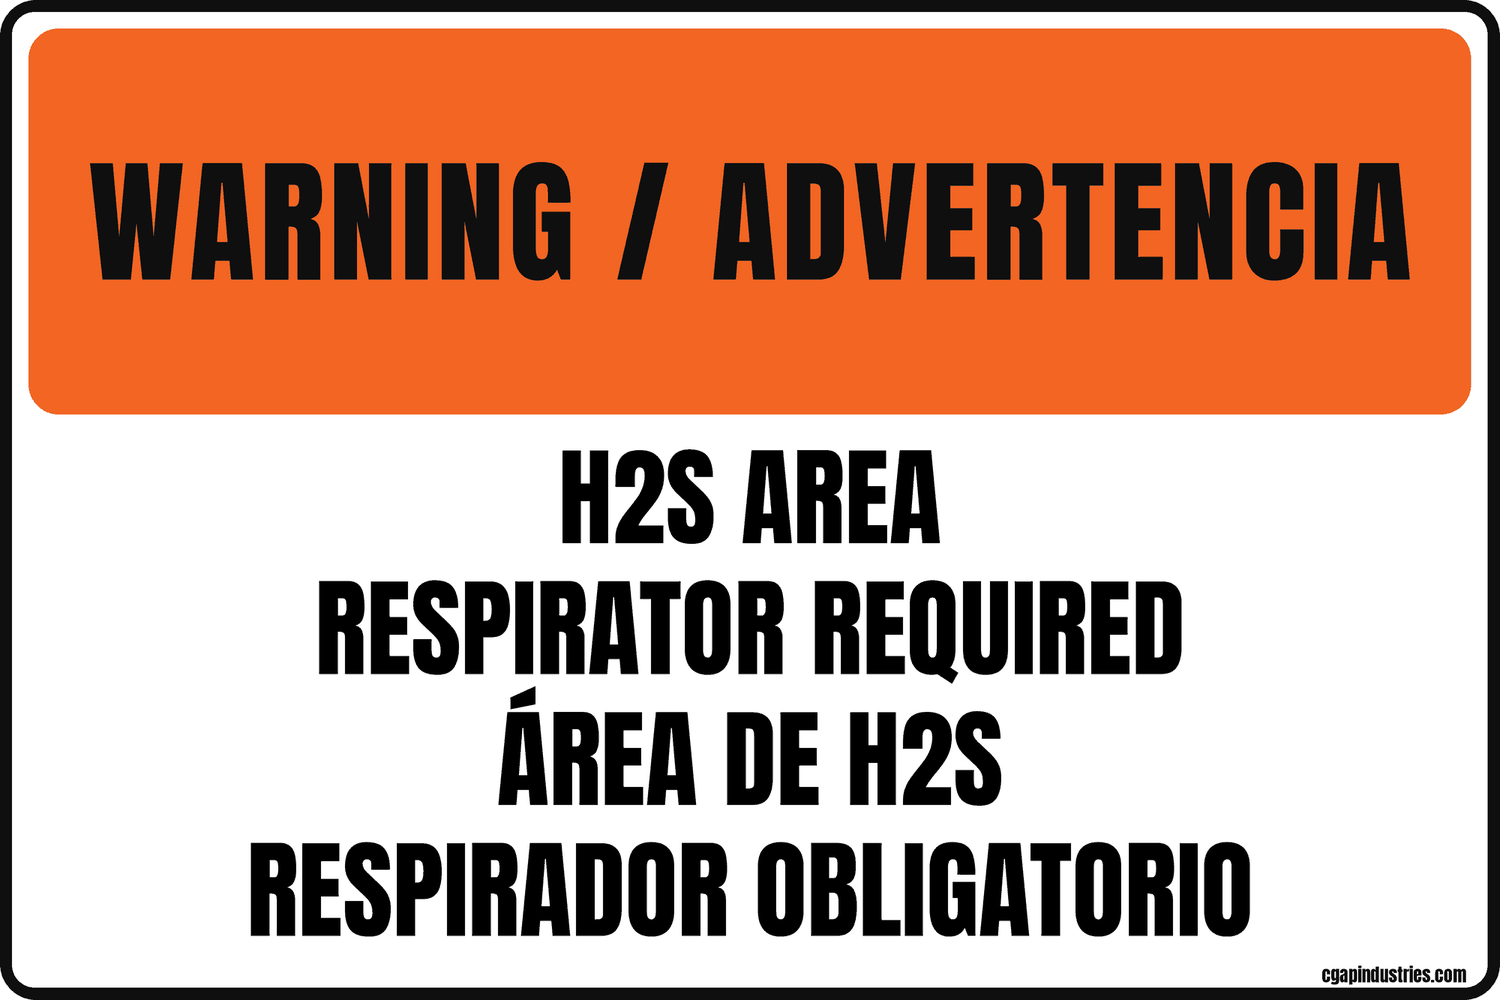 WARNING / ADVERTENCIA
H2S AREA
RESPIRATOR REQUIRED
ÁREA DE H2S
RESPIRADOR OBLIGATORIO
cgapindustries.com